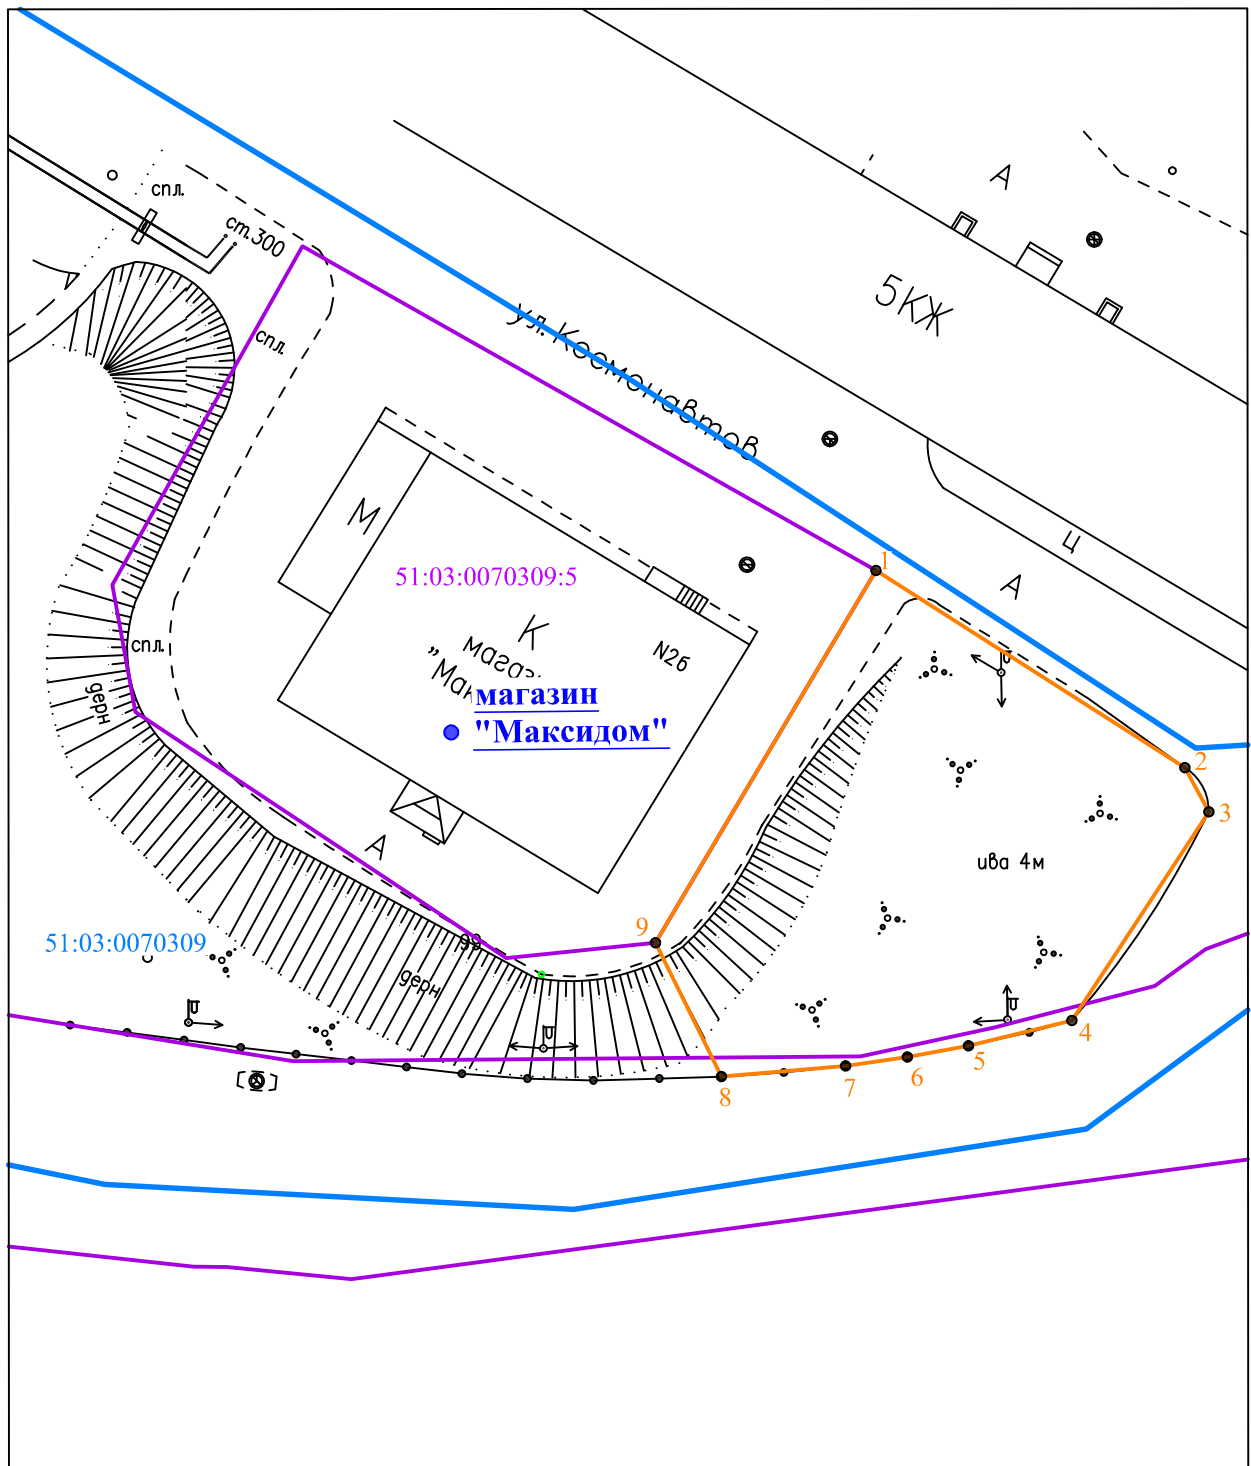 спл.
ст.300
А
5КЖ
спл.
ул. Космонавтов
Ц
А
М
51:03:0070309:5
К
N26
спл.
дерн
магазин
"Максидом"
А
1
2
3
ива 4м
9
51:03:0070309
дерн
4
5
6
7
8